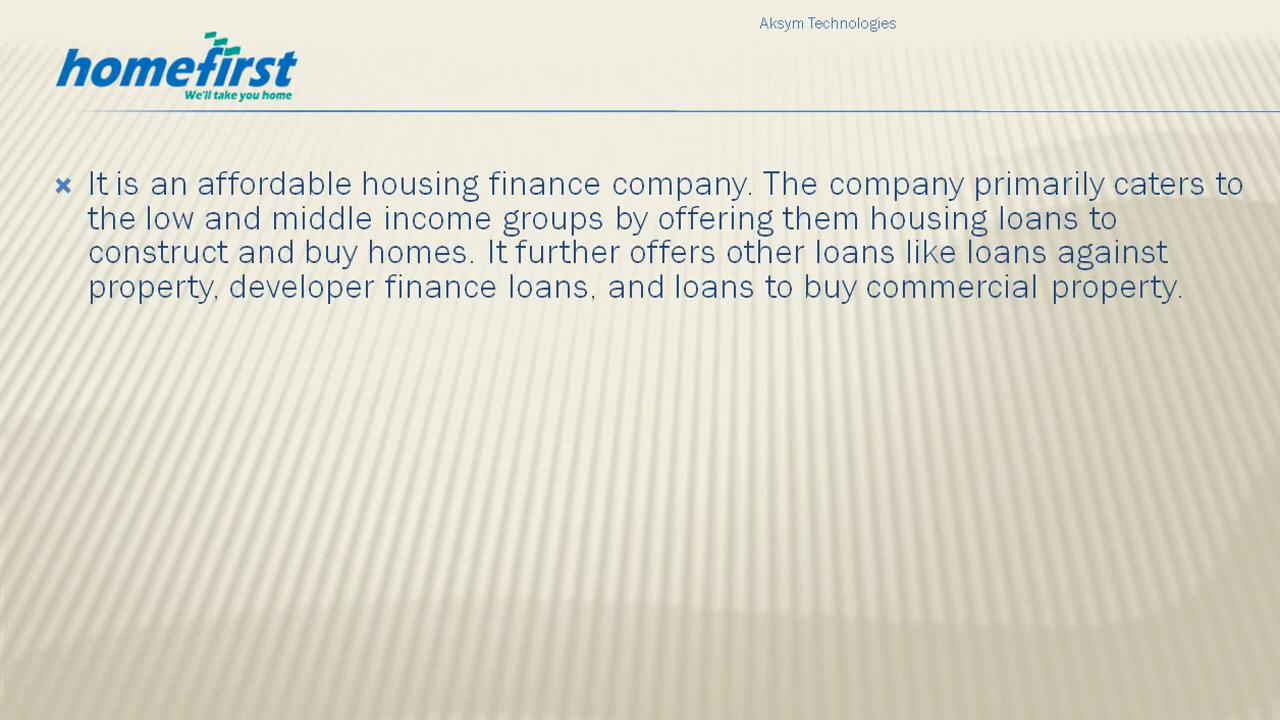 Aksym Technologies
homefirst
We'll take you home
It is an affordable housing finance company. The company primarily caters to
the low and middle income groups by offering them housing loans to
construct and buy homes. It further offers other loans like loans against
property, developer finance loans, and loans to buy commercial property.